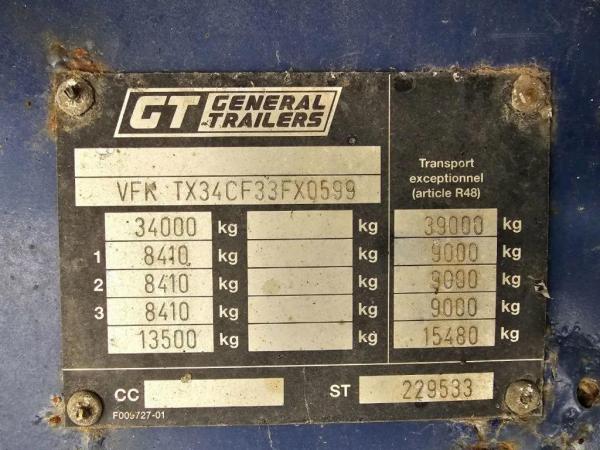 GT GENERAL TRAILERS
VFK TX34CF33FX0599
Transport
exceptionnel
(article R48)
34000 kg kg 39000 kg
1 8410 kg kg 9000 kg
2 8410 kg kg 9000 kg
3 8410 kg kg 9000 kg
13500 kg kg 15480 kg
CC ST 229533
F009727-01